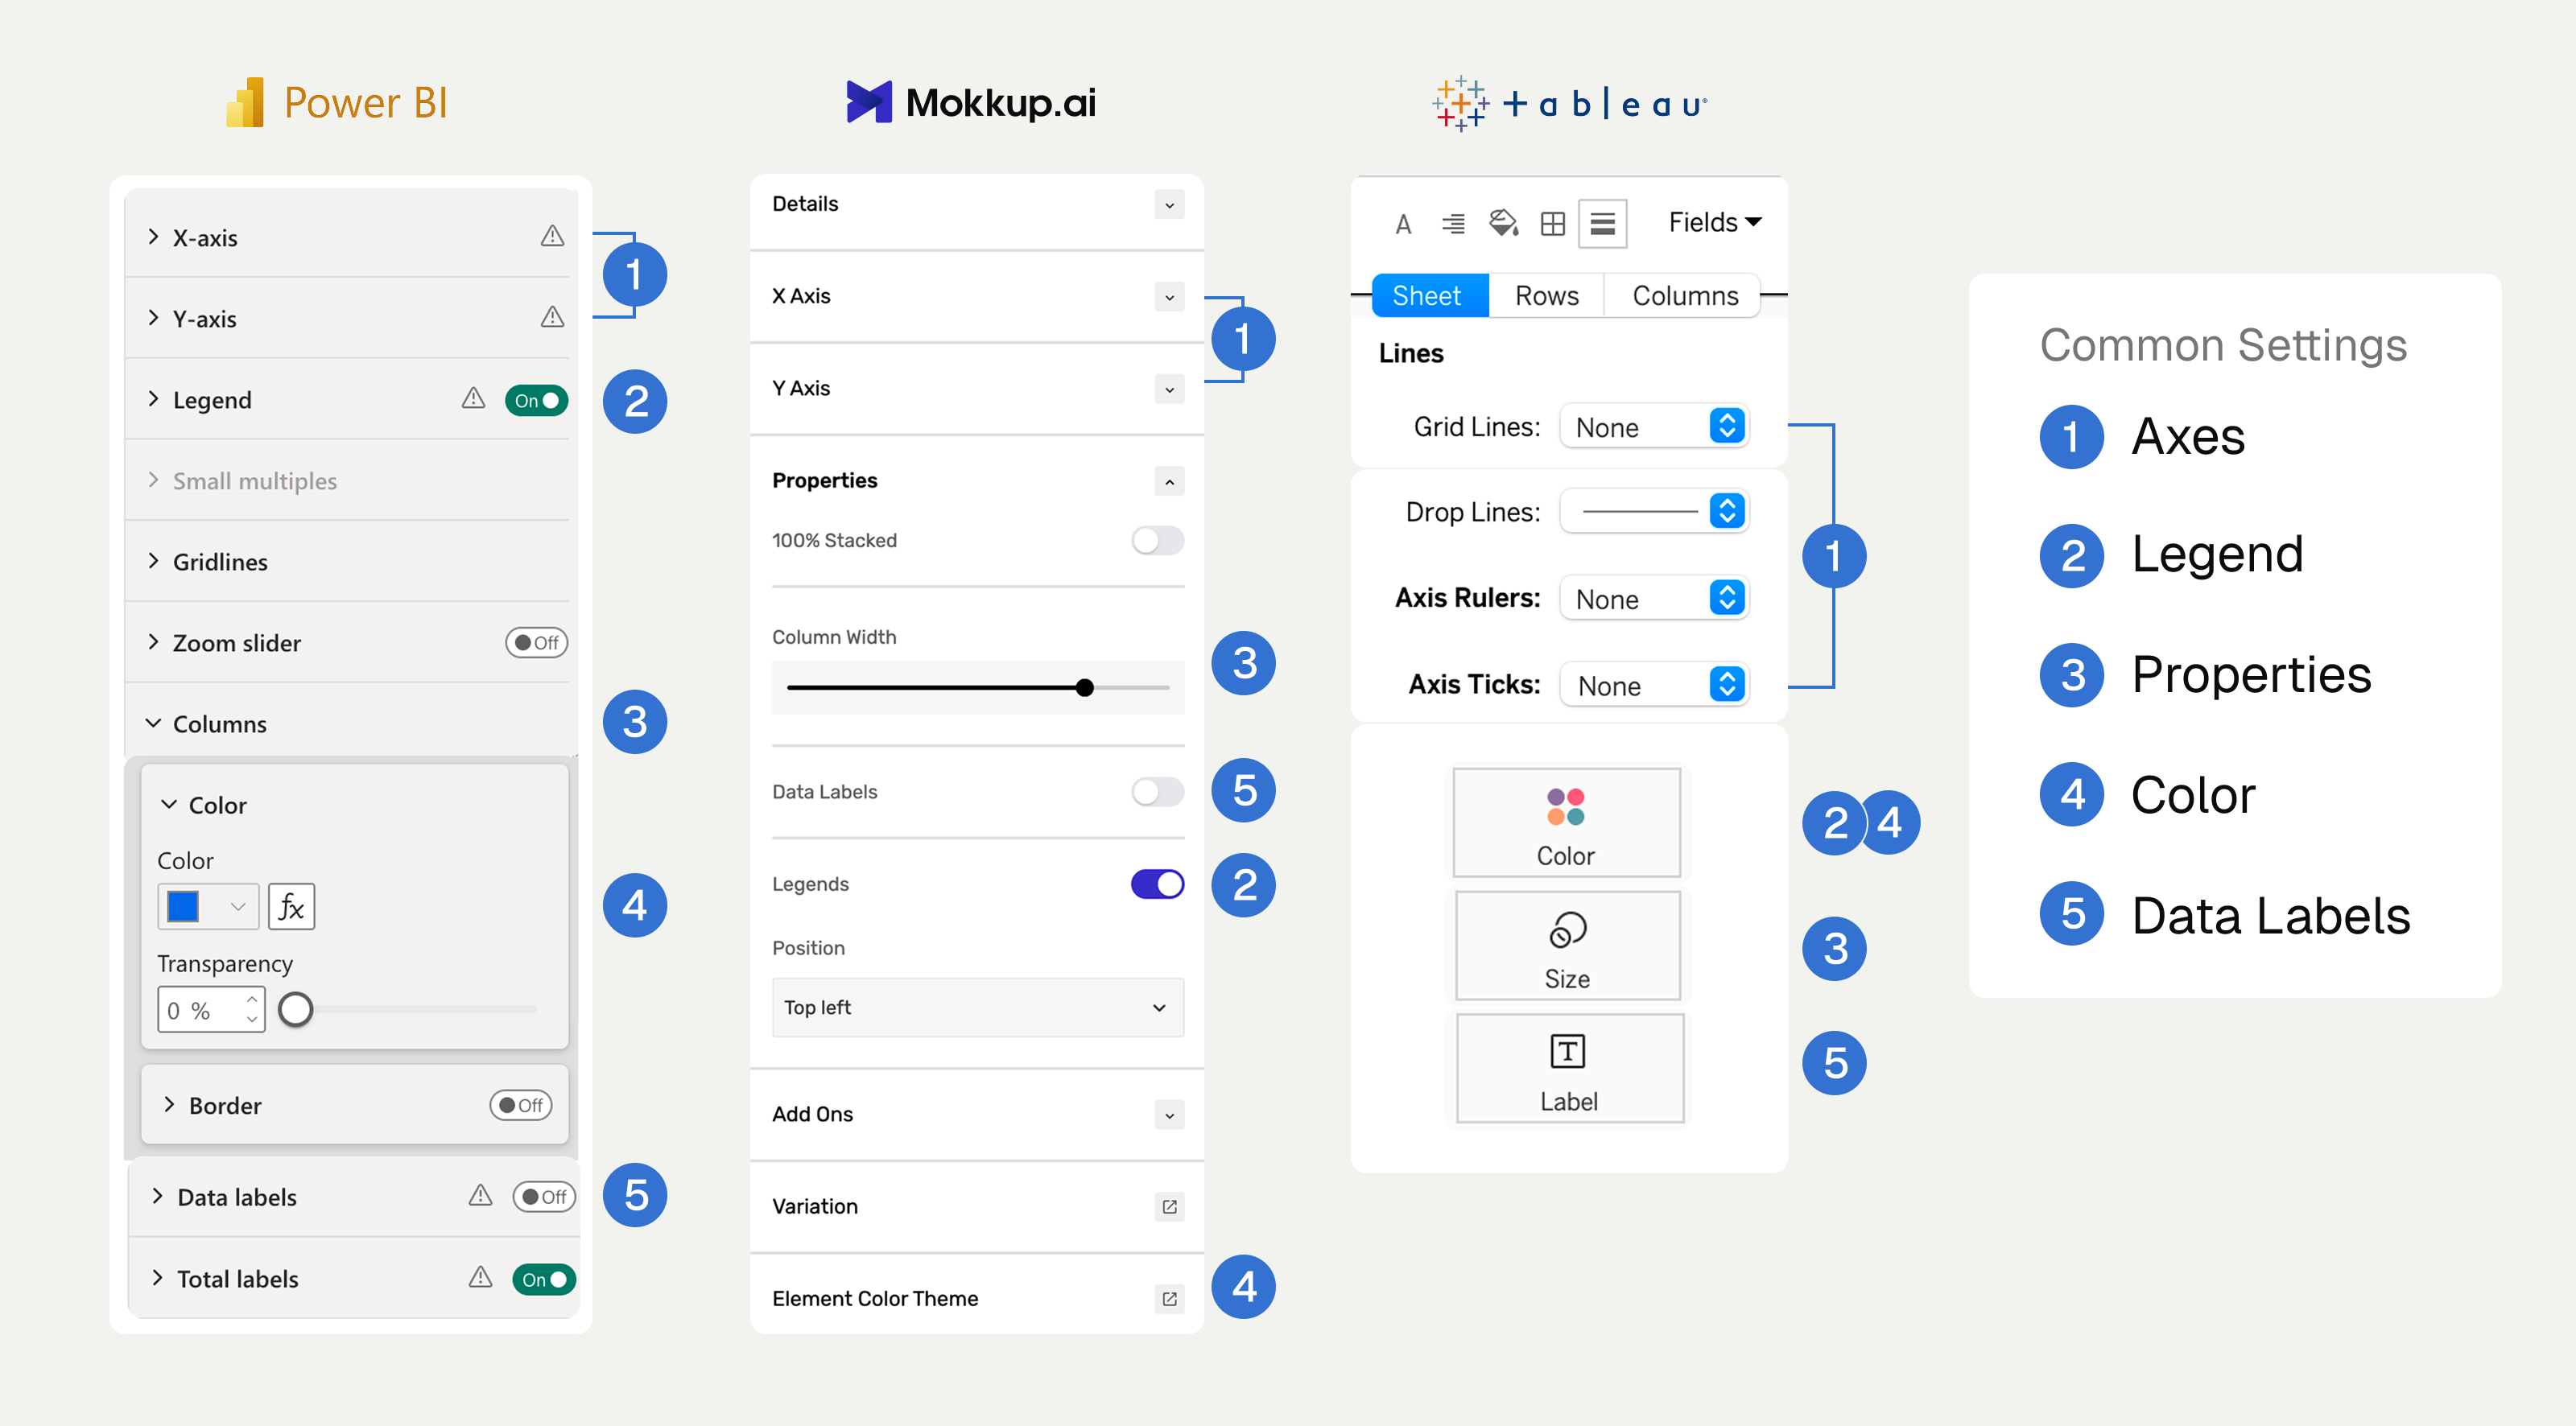 Power BI
X-axis
Y-axis
1
Legend
On
2
Small multiples
Gridlines
Zoom slider
Off
Columns
3
Color
Color
fx
4
Transparency
0 %
Border
Off
Data labels
Off
5
Total labels
On
Mokkup.ai
Details
X Axis
1
Y Axis
Properties
100% Stacked
Column Width
3
Data Labels
5
Legends
2
Position
Top left
Add Ons
Variation
Element Color Theme
4
+ableau®
A
Fields
Sheet
Rows
Columns
Lines
Grid Lines:
None
Drop Lines:
1
Axis Rulers:
None
Axis Ticks:
None
Color
2
4
Size
3
T
Label
5
Common Settings
1 Axes
2 Legend
3 Properties
4 Color
5 Data Labels